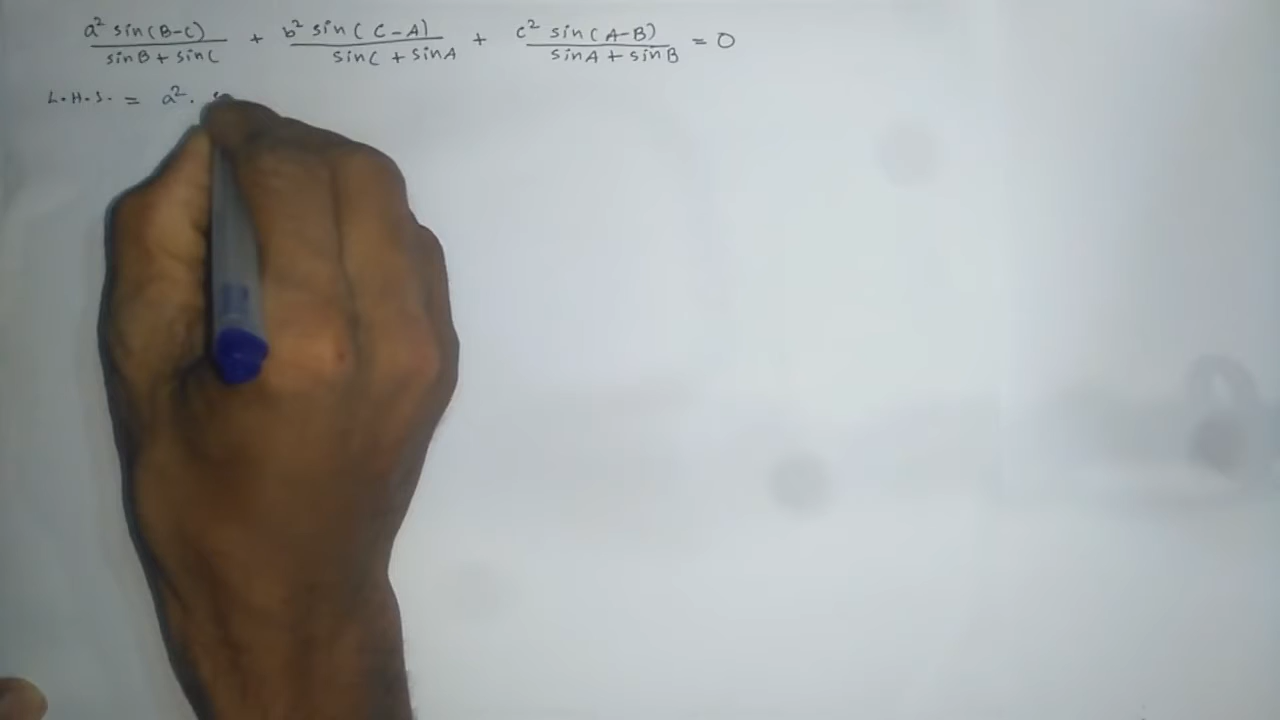 a² sin(B-C) / sinB + sinC + b² sin(C-A) / sinC + sinA + c² sin(A-B) / sinA + sinB = 0
L.H.S. = a².